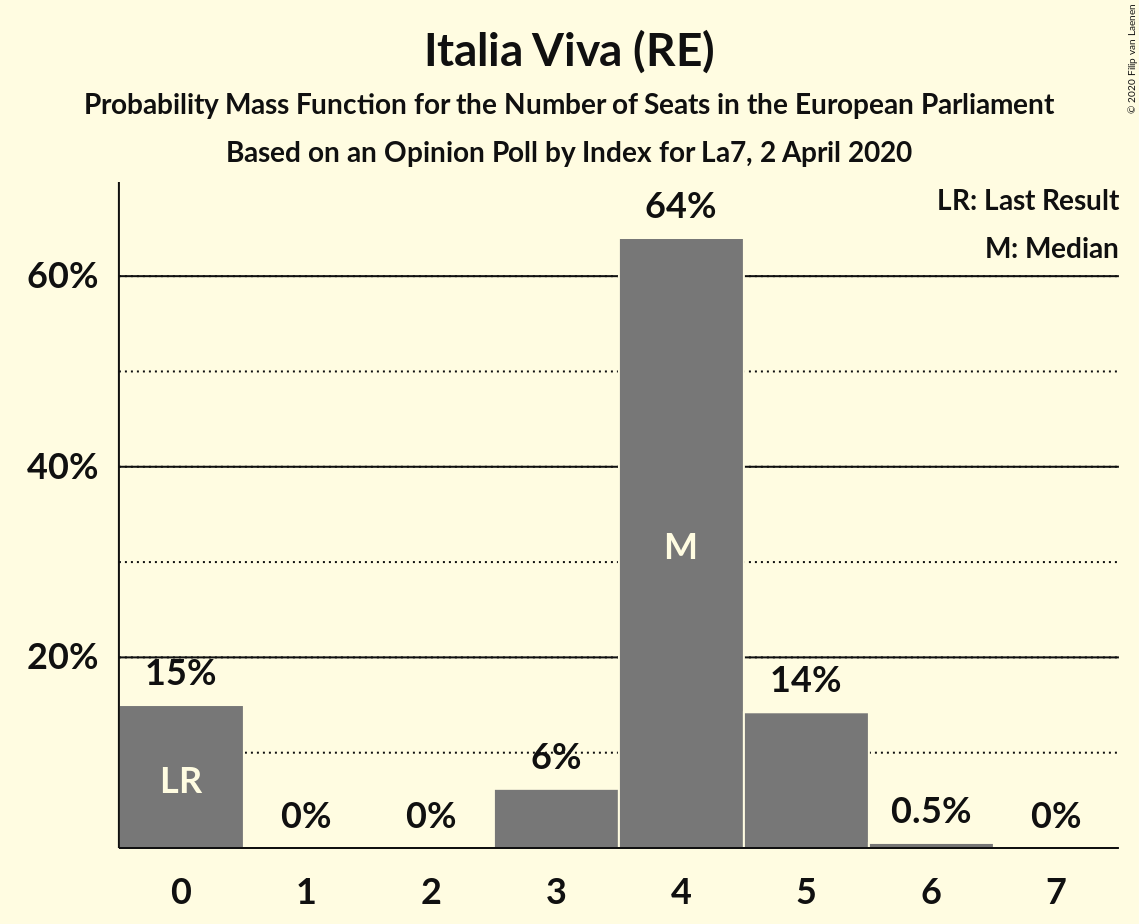 Italia Viva (RE)
Probability Mass Function for the Number of Seats in the European Parliament
Based on an Opinion Poll by Index for La7, 2 April 2020
© 2020 Filip van Laenen
LR: Last Result
M: Median
60%
40%
20%
15%
0%
0%
6%
64%
14%
0.5%
0%
LR
M
0 1 2 3 4 5 6 7